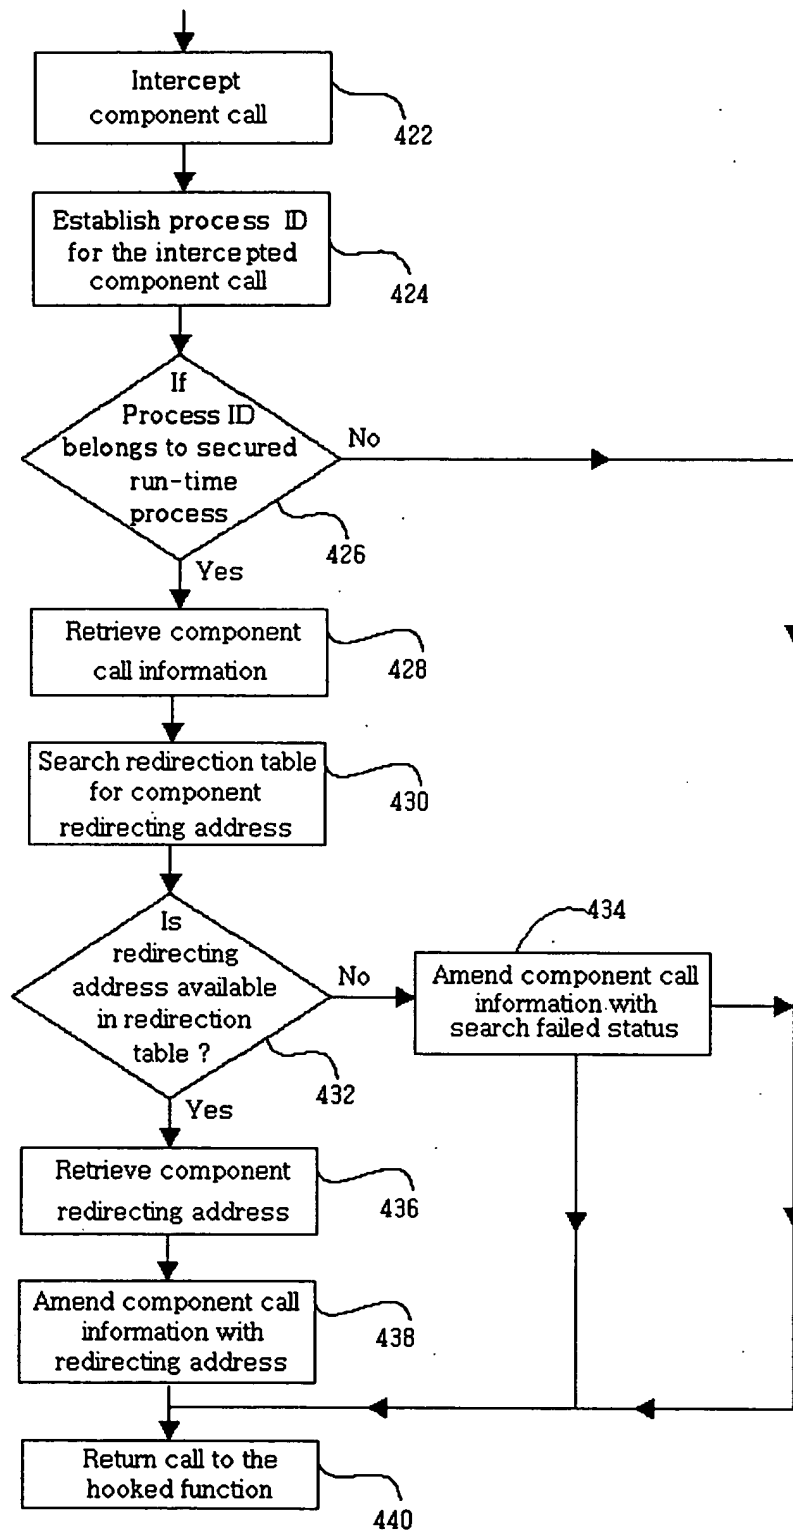 Intercept
component call
422
Establish process ID
for the intercepted
component call
424
If
Process ID
belongs to secured
run-time
process
No
426
Yes
Retrieve component
call information
428
Search redirection table
for component
redirecting address
430
Is
redirecting
address available
in redirection
table ?
No
432
434
Amend component call
information with
search failed status
Yes
Retrieve component
redirecting address
436
Amend component call
information with
redirecting address
438
Return call to the
hooked function
440